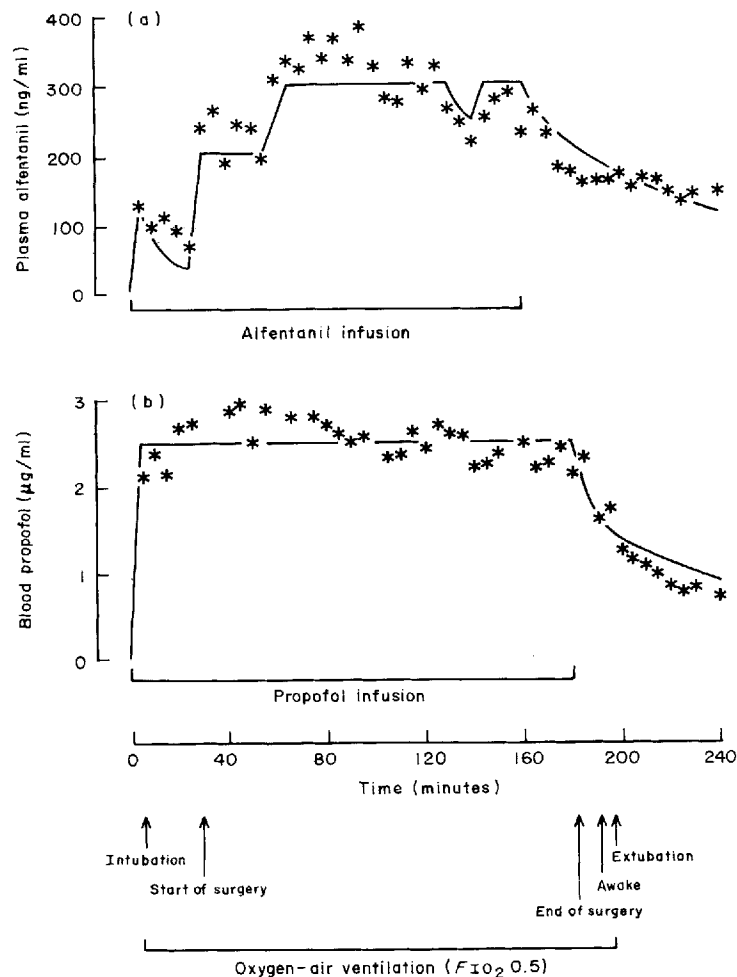 (a)
Plasma alfentanil (ng/ml)
400
300
200
100
0
Alfentanil infusion
(b)
Blood propofol (μg/ml)
3
2
1
0
Propofol infusion
0 40 80 120 160 200 240
Time (minutes)
Intubation
Extubation
Start of surgery
Awake
End of surgery
Oxygen-air ventilation (FIO2 0.5)